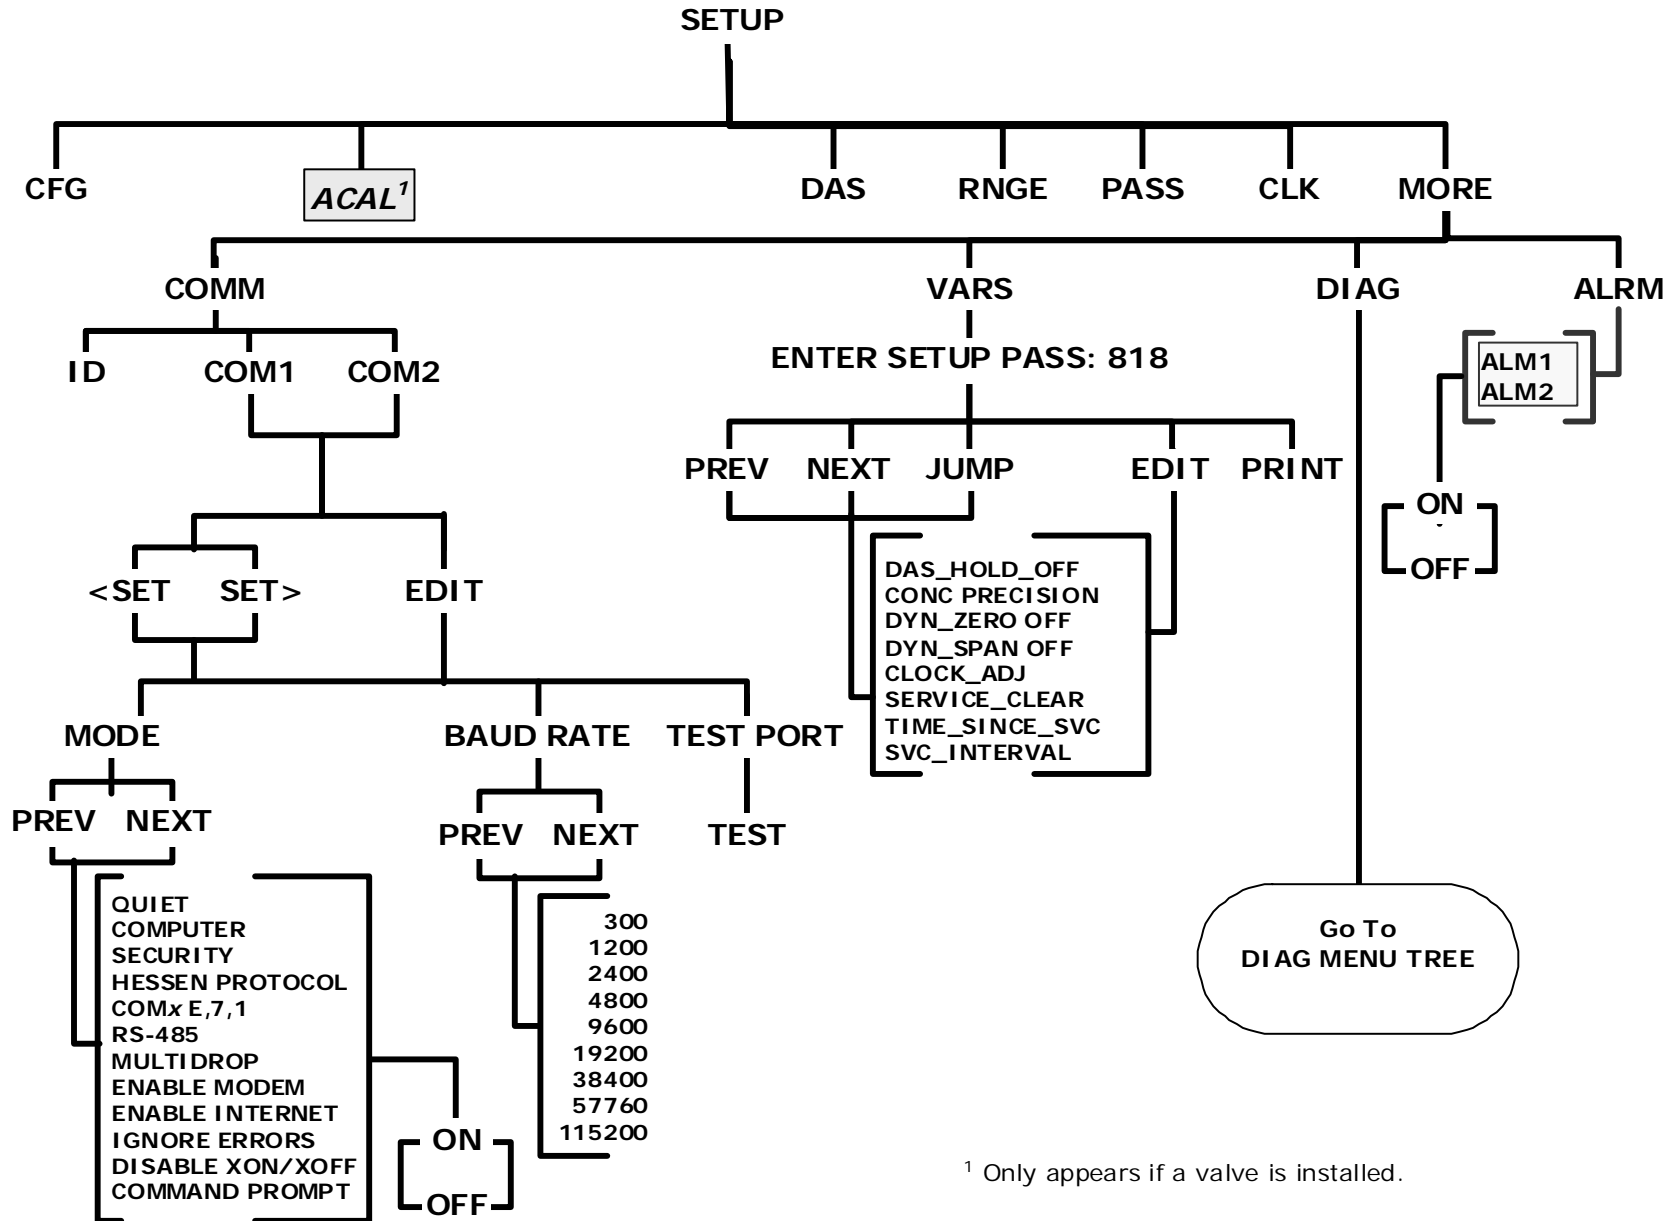 SETUP
CFG
ACAL¹
DAS
RNGE
PASS
CLK
MORE
COMM
VARS
DIAG
ALRM
ID
COM1
COM2
ENTER SETUP PASS: 818
ALM1
ALM2
PREV
NEXT
JUMP
EDIT
PRINT
ON
OFF
<SET
SET>
EDIT
DAS_HOLD_OFF
CONC PRECISION
DYN_ZERO OFF
DYN_SPAN OFF
CLOCK_ADJ
SERVICE_CLEAR
TIME_SINCE_SVC
SVC_INTERVAL
MODE
BAUD RATE
TEST PORT
PREV
NEXT
PREV
NEXT
TEST
QUIET
COMPUTER
SECURITY
HESSEN PROTOCOL
COMx E,7,1
RS-485
MULTIDROP
ENABLE MODEM
ENABLE INTERNET
IGNORE ERRORS
DISABLE XON/XOFF
COMMAND PROMPT
ON
OFF
300
1200
2400
4800
9600
19200
38400
57760
115200
Go To
DIAG MENU TREE
¹ Only appears if a valve is installed.